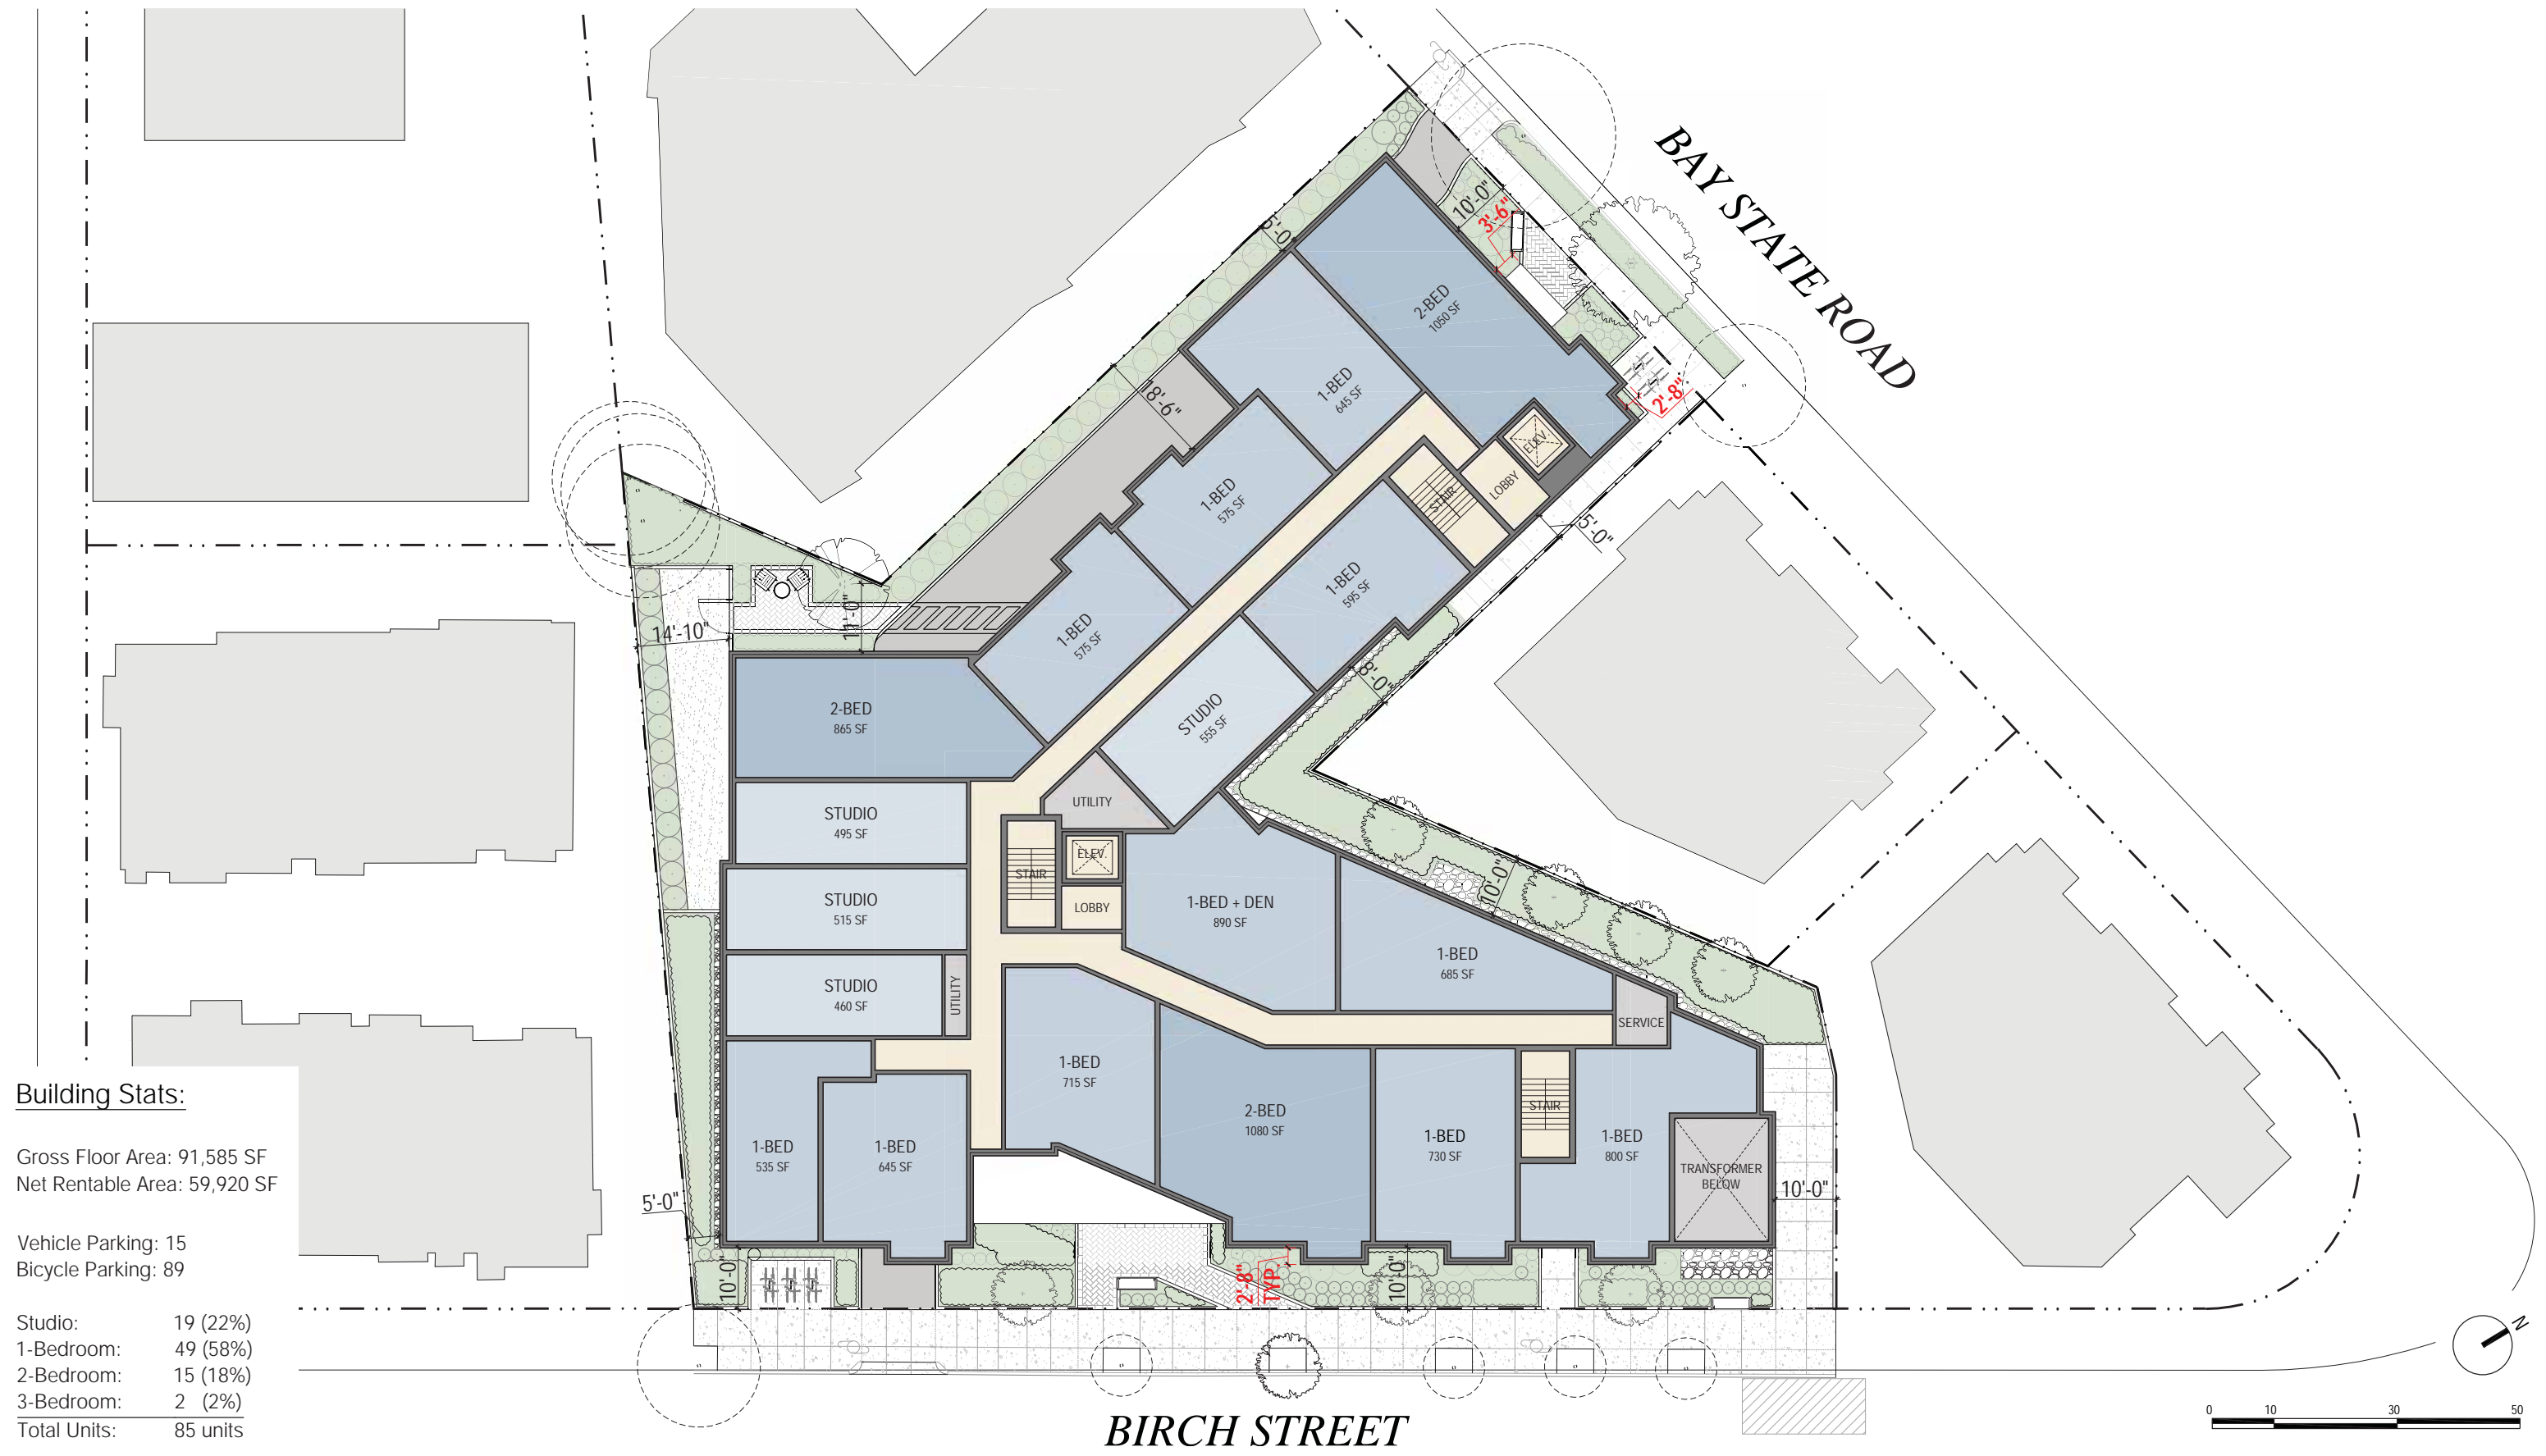 BAY STATE ROAD
10'-0"
3'-6"
5'-0"
2-BED
1050 SF
1-BED
645 SF
18'-6"
2'-8"
ELEV.
LOBBY
STAIR
1-BED
575 SF
5'-0"
1-BED
595 SF
1-BED
575 SF
14'-10"
11'-0"
8'-0"
STUDIO
555 SF
2-BED
865 SF
UTILITY
STUDIO
495 SF
ELEV.
STAIR
LOBBY
STUDIO
515 SF
1-BED + DEN
890 SF
10'-0"
1-BED
685 SF
STUDIO
460 SF
UTILITY
SERVICE
1-BED
715 SF
2-BED
1080 SF
STAIR
1-BED
535 SF
1-BED
645 SF
1-BED
730 SF
1-BED
800 SF
TRANSFORMER
BELOW
10'-0"
5'-0"
10'-0"
2'-8"
TYP.
10'-0"
Building Stats:
Gross Floor Area: 91,585 SF
Net Rentable Area: 59,920 SF
Vehicle Parking: 15
Bicycle Parking: 89
Studio: 19 (22%)
1-Bedroom: 49 (58%)
2-Bedroom: 15 (18%)
3-Bedroom: 2 (2%)
Total Units: 85 units
BIRCH STREET
N
0 10 30 50